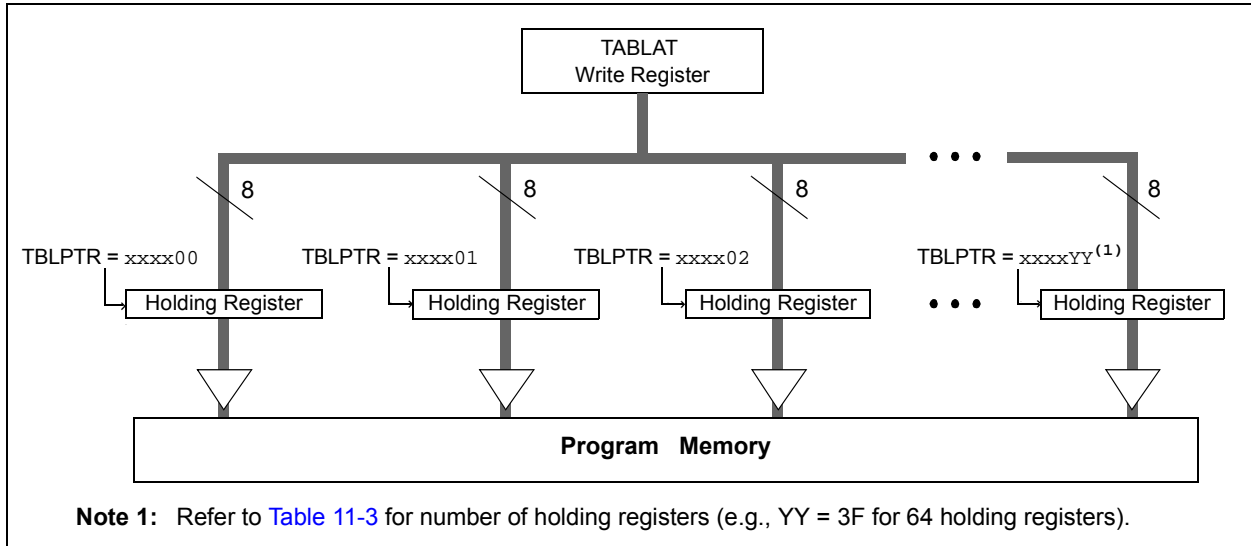 TABLAT
Write Register
8 8 8 8
TBLPTR = xxxx00 TBLPTR = xxxx01 TBLPTR = xxxx02 TBLPTR = xxxxYY(1)
Holding Register Holding Register Holding Register Holding Register
Program Memory
Note 1: Refer to Table 11-3 for number of holding registers (e.g., YY = 3F for 64 holding registers).